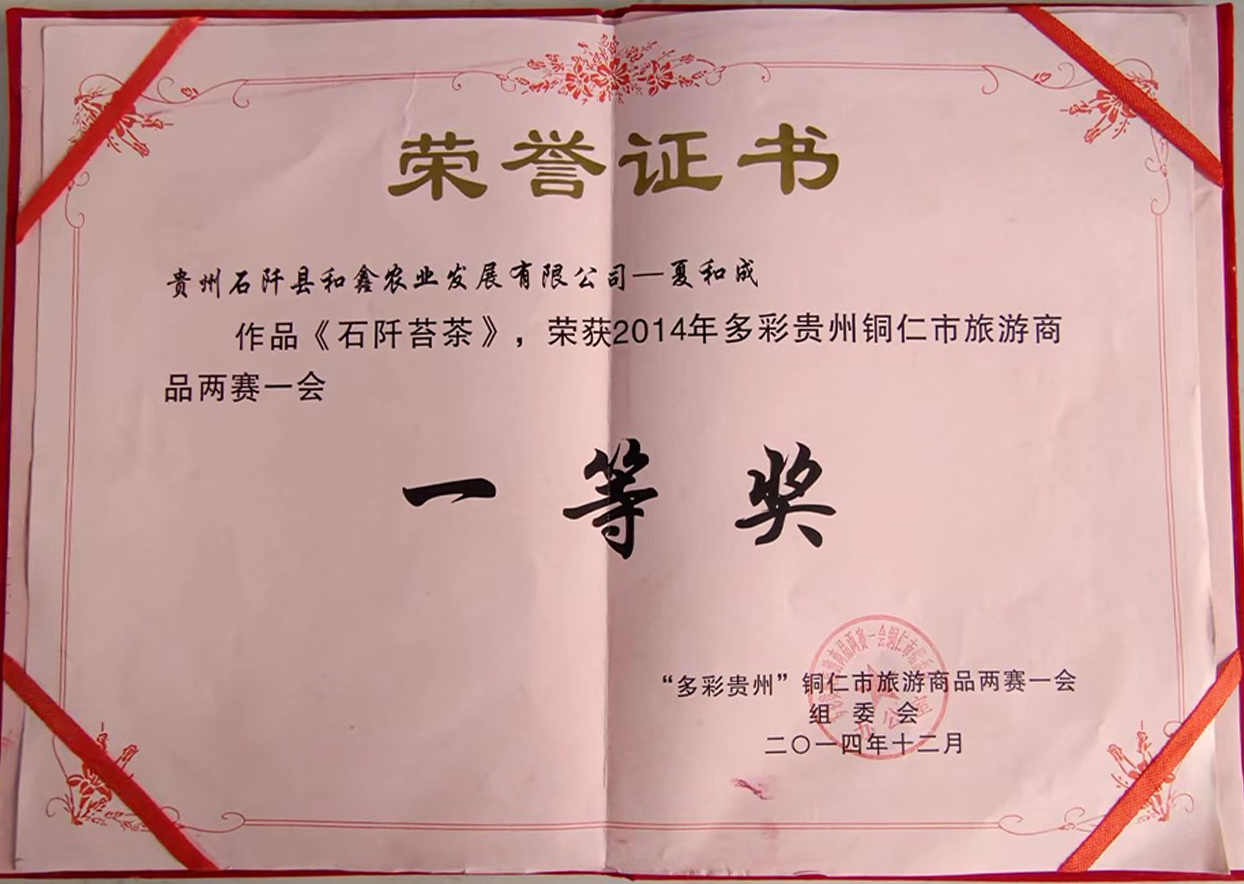 荣誉证书
贵州石阡县和鑫农业发展有限公司—夏和成
作品《石阡苔茶》，荣获2014年多彩贵州铜仁市旅游商
品两赛一会
一等奖
“多彩贵州”铜仁市旅游商品两赛一会
组委会
二〇一四年十二月